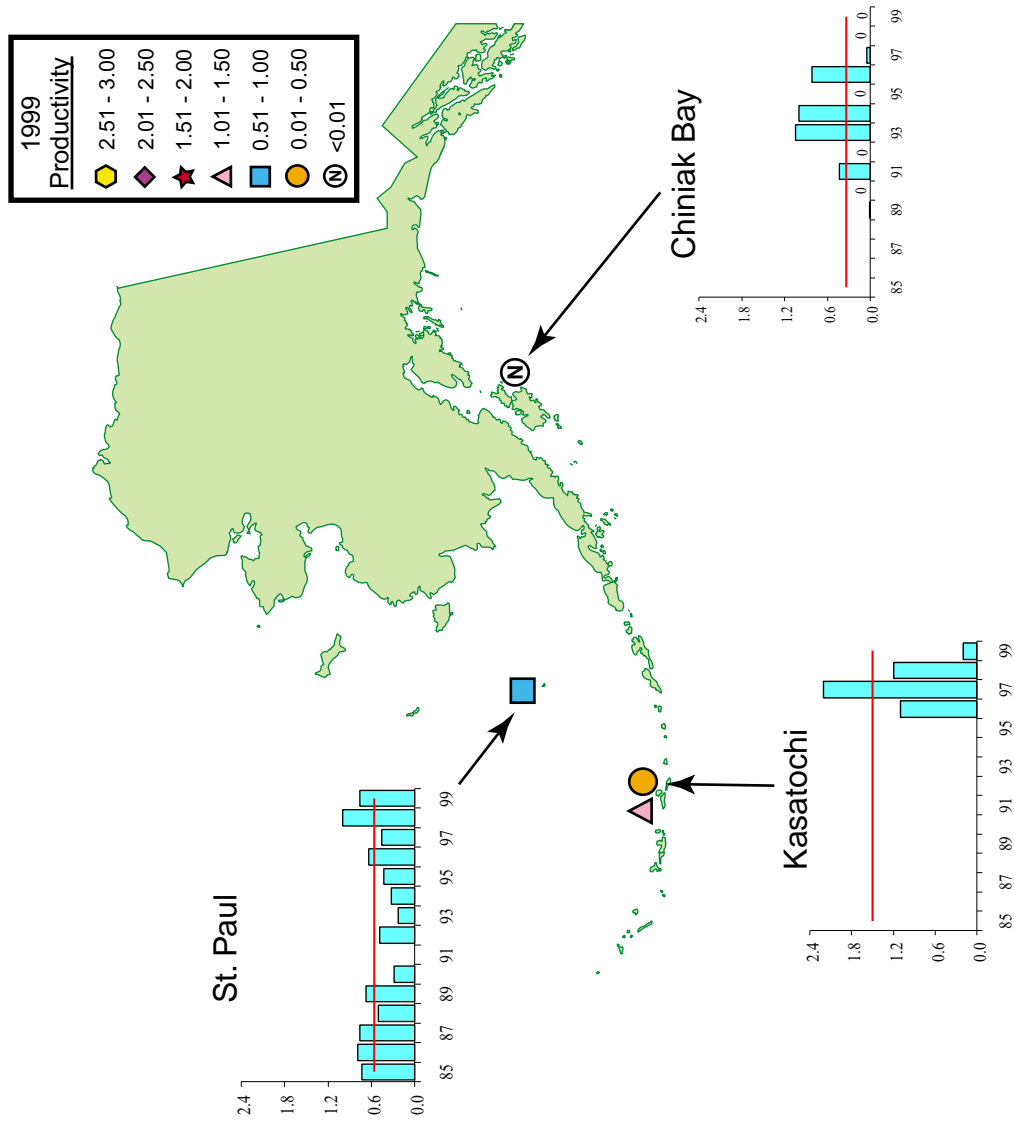 1999
Productivity
2.51 - 3.00
2.01 - 2.50
1.51 - 2.00
1.01 - 1.50
0.51 - 1.00
0.01 - 0.50
N <0.01
St. Paul
2.4
1.8
1.2
0.6
0.0
85 87 89 91 93 95 97 99
N
Kasatochi
2.4
1.8
1.2
0.6
0.0
85 87 89 91 93 95 97 99
Chiniak Bay
2.4
1.8
1.2
0.6
0.0
0 0 0 0 0
85 87 89 91 93 95 97 99